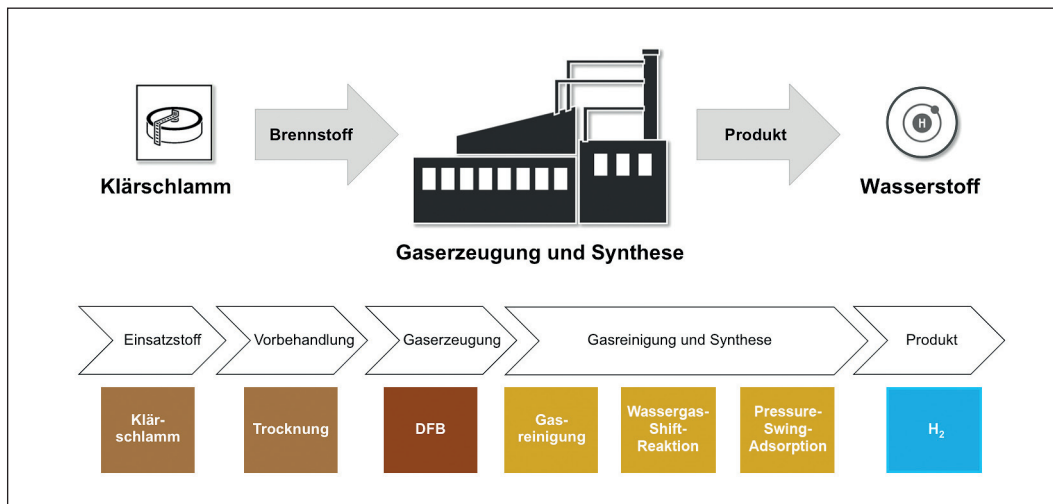 Brennstoff
Produkt
H
Klärschlamm
Wasserstoff
Gaserzeugung und Synthese
Einsatzstoff
Vorbehandlung
Gaserzeugung
Gasreinigung und Synthese
Produkt
Klär-
schlamm
Trocknung
DFB
Gas-
reinigung
Wassergas-
Shift-
Reaktion
Pressure-
Swing-
Adsorption
H₂